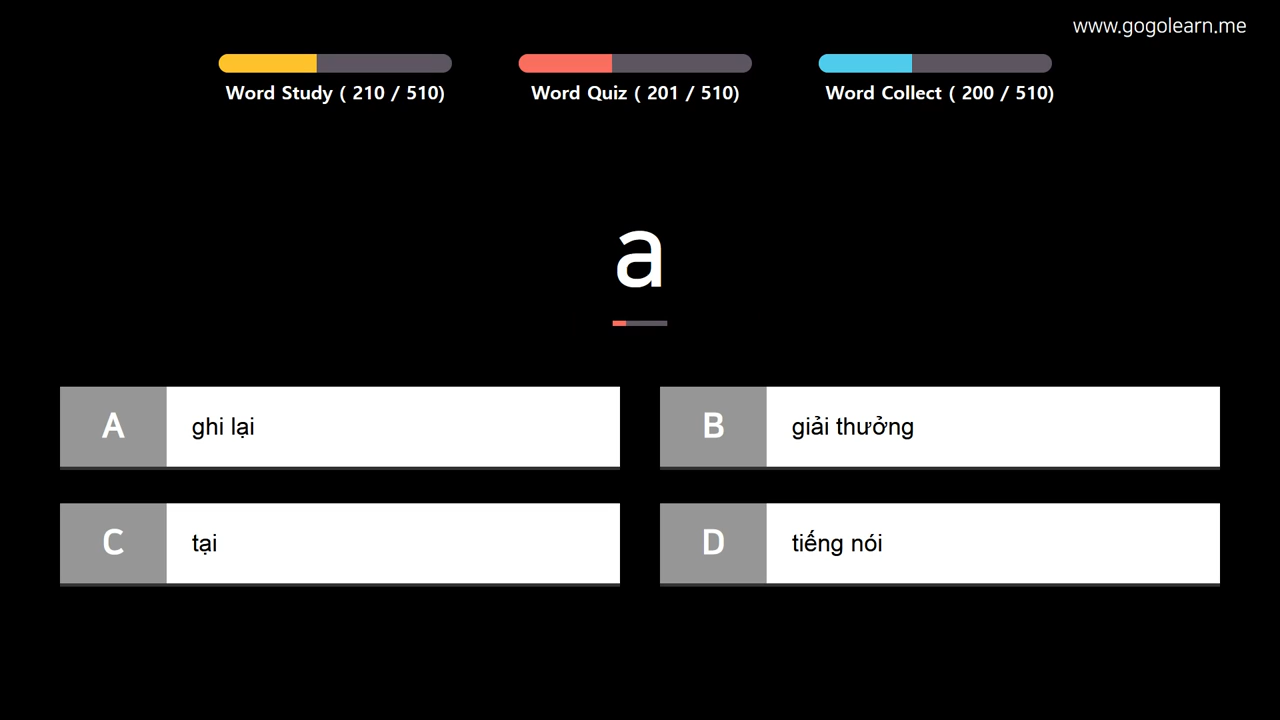 www.gogolearn.me
Word Study ( 210 / 510)
Word Quiz ( 201 / 510)
Word Collect ( 200 / 510)
a
A ghi lại
B giải thưởng
C tại
D tiếng nói